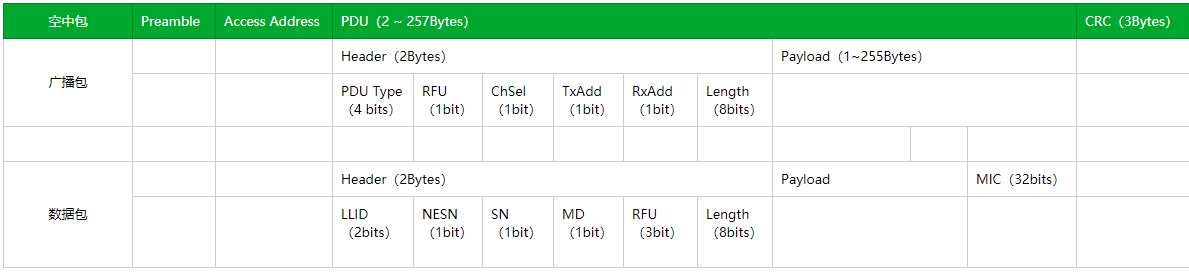 空中包 Preamble Access Address PDU（2 ~ 257Bytes） CRC（3Bytes）
广播包
Header（2Bytes） Payload（1~255Bytes）
PDU Type（4 bits） RFU（1bit） ChSel（1bit） TxAdd（1bit） RxAdd（1bit） Length（8bits）
数据包
Header（2Bytes） Payload MIC（32bits）
LLID（2bits） NESN（1bit） SN（1bit） MD（1bit） RFU（3bit） Length（8bits）